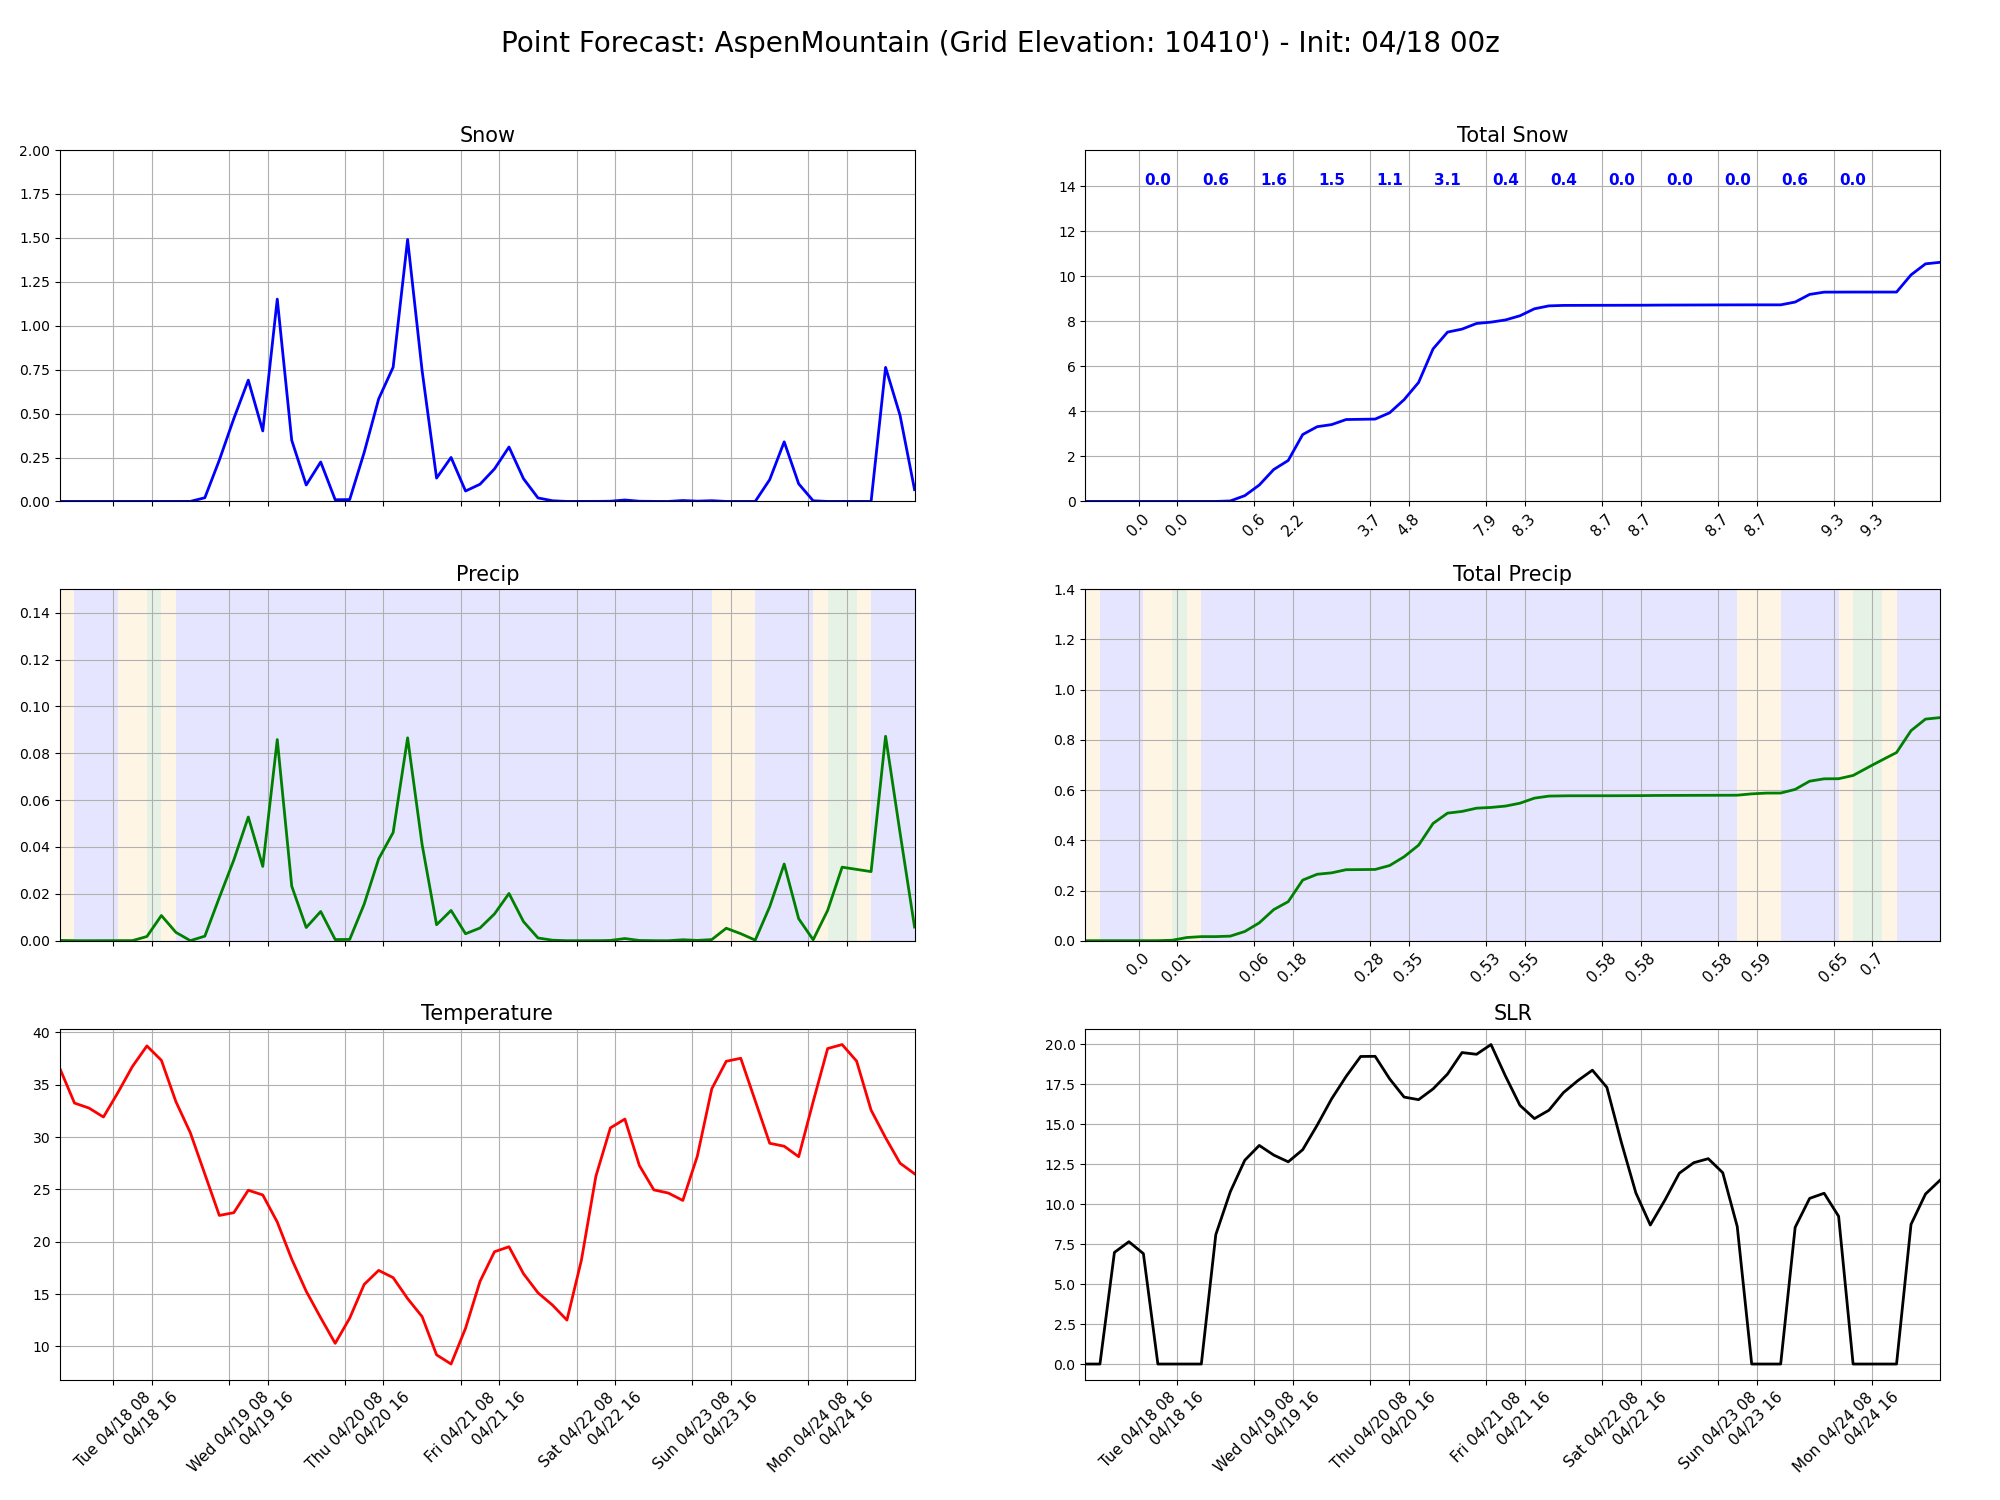 Point Forecast: AspenMountain (Grid Elevation: 10410') - Init: 04/18 00z
Snow
2.00
1.75
1.50
1.25
1.00
0.75
0.50
0.25
0.00
Total Snow
0.0 0.6 1.6 1.5 1.1 3.1 0.4 0.4 0.0 0.0 0.0 0.6 0.0
14
12
10
8
6
4
2
0
0.0 0.0 0.6 2.2 3.7 4.8 7.9 8.3 8.7 8.7 8.7 8.7 9.3 9.3
Precip
0.14
0.12
0.10
0.08
0.06
0.04
0.02
0.00
Total Precip
1.4
1.2
1.0
0.8
0.6
0.4
0.2
0.0
0.0 0.01 0.06 0.18 0.28 0.35 0.53 0.55 0.58 0.58 0.58 0.59 0.65 0.7
Temperature
40
35
30
25
20
15
10
Tue 04/18 08
04/18 16
Wed 04/19 08
04/19 16
Thu 04/20 08
04/20 16
Fri 04/21 08
04/21 16
Sat 04/22 08
04/22 16
Sun 04/23 08
04/23 16
Mon 04/24 08
04/24 16
SLR
20.0
17.5
15.0
12.5
10.0
7.5
5.0
2.5
0.0
Tue 04/18 08
04/18 16
Wed 04/19 08
04/19 16
Thu 04/20 08
04/20 16
Fri 04/21 08
04/21 16
Sat 04/22 08
04/22 16
Sun 04/23 08
04/23 16
Mon 04/24 08
04/24 16